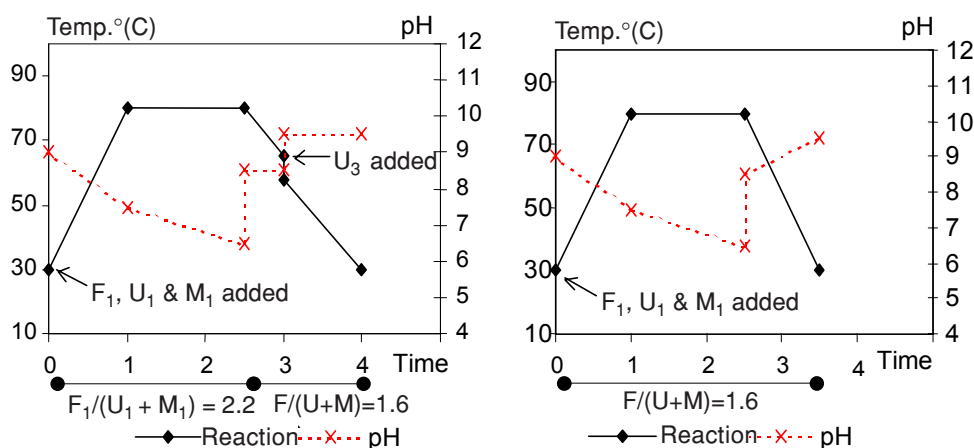 Temp.°(C) pH
12
90 11
10
70 9
U₃ added
8
50 7
6
30 F₁, U₁ & M₁ added
5
10 4
0 1 2 3 4 Time
F₁/(U₁ + M₁) = 2.2 F/(U+M)=1.6
Reaction pH
Temp.°(C) pH
12
90 11
10
70 9
8
50 7
6
30 F₁, U₁ & M₁ added
5
10 4
0 1 2 3 4 Time
F/(U+M)=1.6
Reaction pH